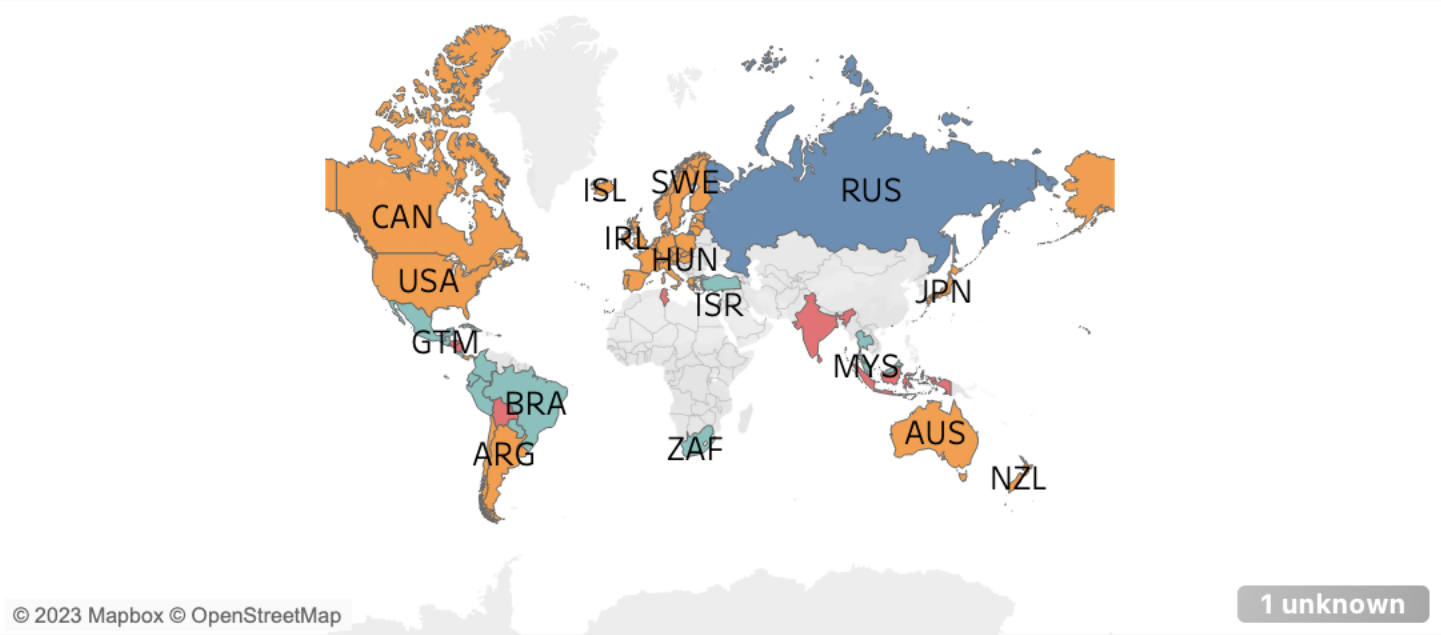 CAN
USA
GTM
BRA
ARG
ISL
SWE
IRL
HUN
ISR
ZAF
RUS
JPN
MYS
AUS
NZL
© 2023 Mapbox © OpenStreetMap
1 unknown